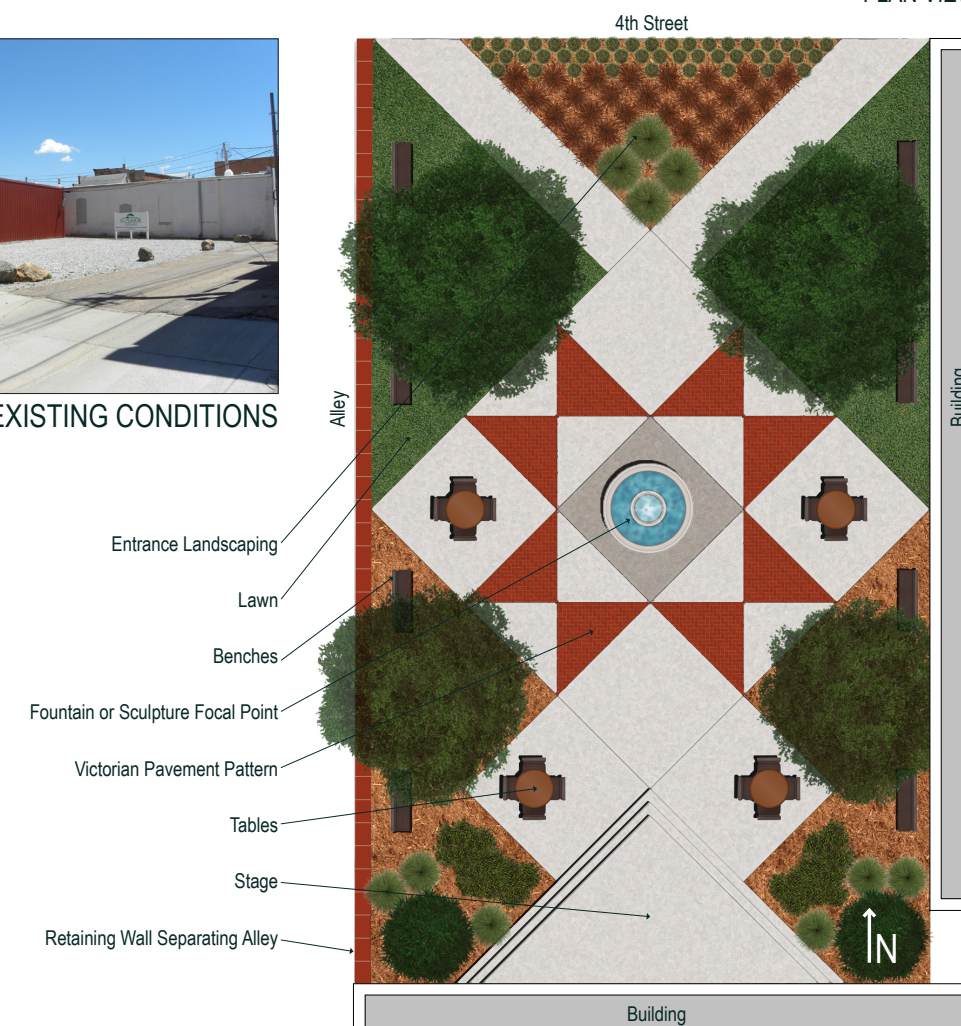 4th Street
EXISTING CONDITIONS
Alley
Building
Entrance Landscaping
Lawn
Benches
Fountain or Sculpture Focal Point
Victorian Pavement Pattern
Tables
Stage
Retaining Wall Separating Alley
N
Building